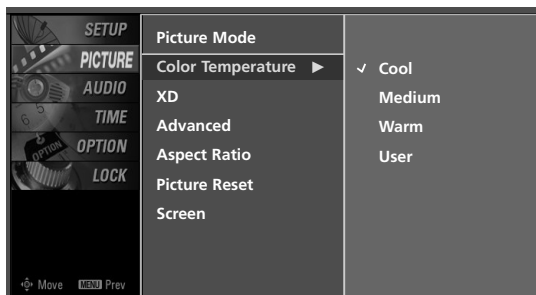 SETUP
PICTURE
AUDIO
TIME
OPTION
LOCK
Move MENU Prev
Picture Mode
Color Temperature ▶
XD
Advanced
Aspect Ratio
Picture Reset
Screen
✓ Cool
Medium
Warm
User